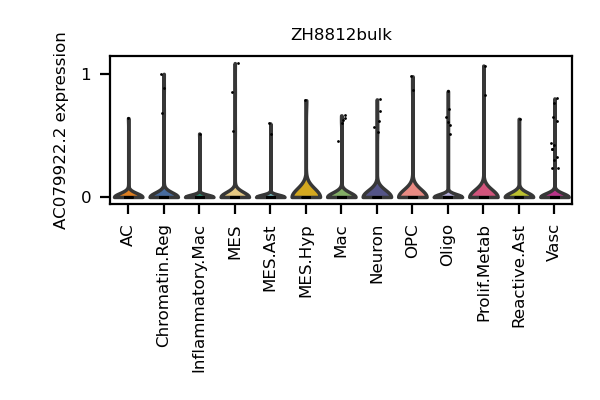 ZH8812bulk
AC079922.2 expression
1
0
AC
Chromatin.Reg
Inflammatory.Mac
MES
MES.Ast
MES.Hyp
Mac
Neuron
OPC
Oligo
Prolif.Metab
Reactive.Ast
Vasc